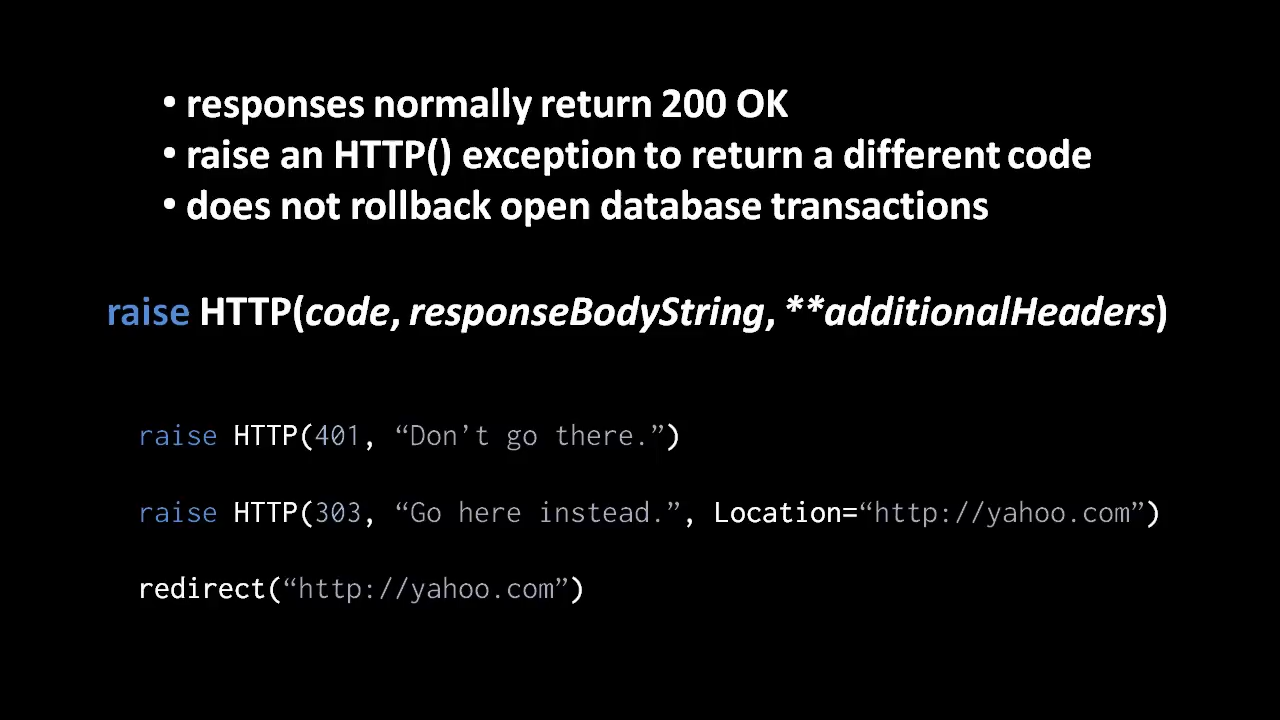 • responses normally return 200 OK
• raise an HTTP() exception to return a different code
• does not rollback open database transactions
raise HTTP(code, responseBodyString, **additionalHeaders)
raise HTTP(401, “Don’t go there.”)
raise HTTP(303, “Go here instead.”, Location=“http://yahoo.com”)
redirect(“http://yahoo.com”)